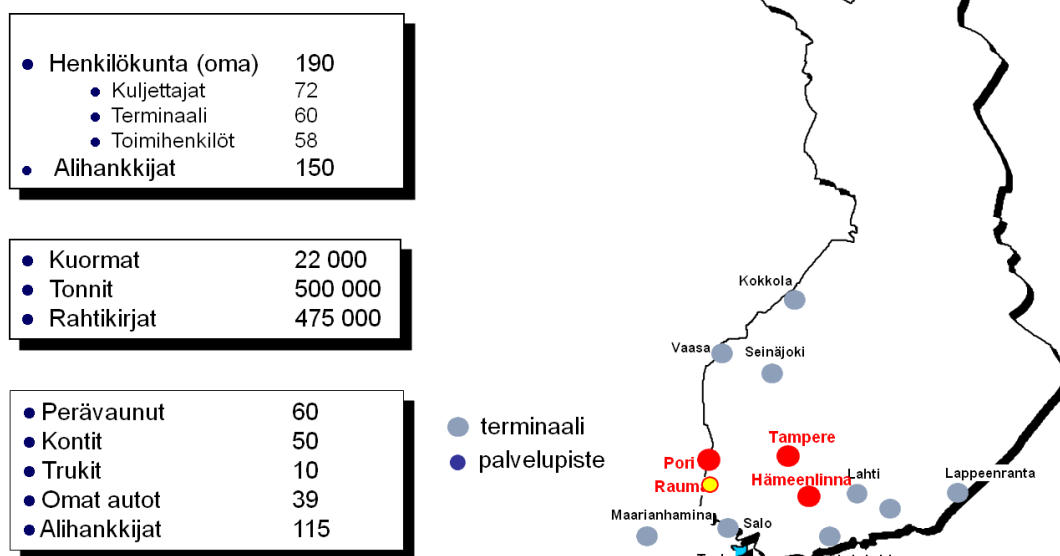 Henkilökunta (oma) 190
Kuljettajat 72
Terminaali 60
Toimihenkilöt 58
Alihankkijat 150
Kuormat 22 000
Tonnit 500 000
Rahtikirjat 475 000
Perävaunut 60
Kontit 50
Trukit 10
Omat autot 39
Alihankkijat 115
terminaali
palvelupiste
Kokkola
Vaasa
Seinäjoki
Tampere
Pori
Rauma
Hämeenlinna
Lahti
Lappeenranta
Maarianhamina
Salo